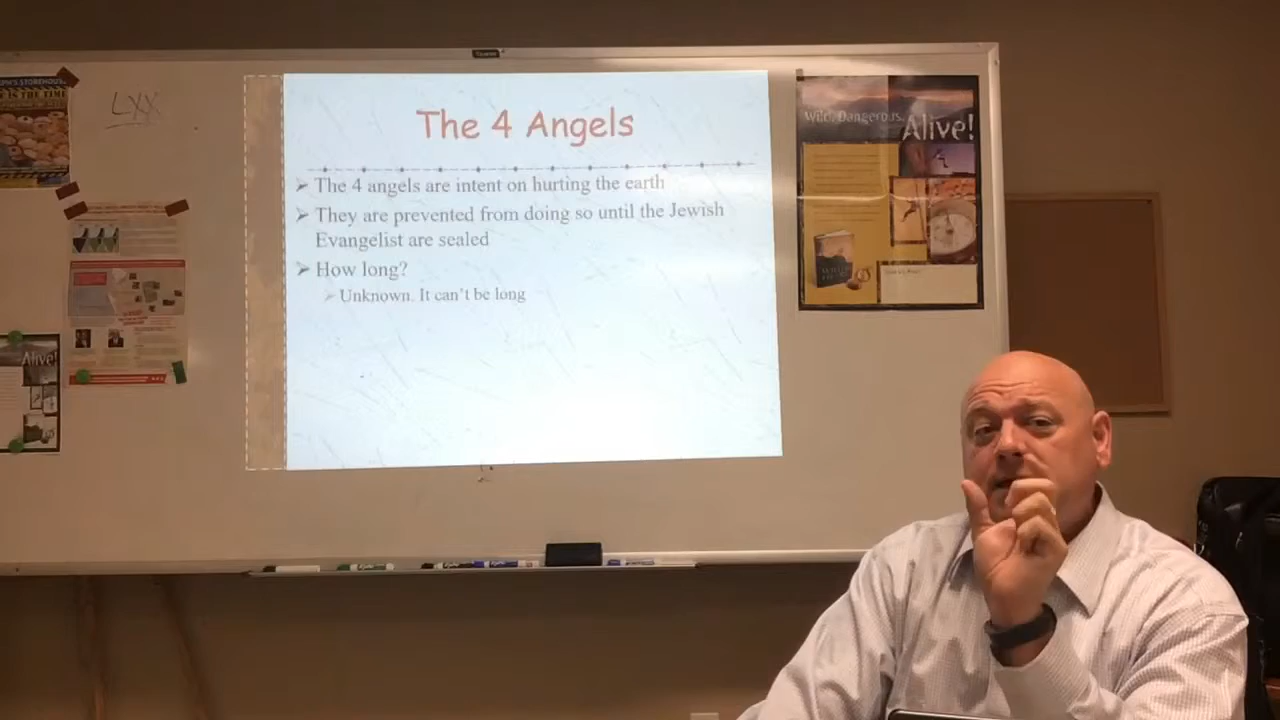 LXX
The 4 Angels
The 4 angels are intent on hurting the earth
They are prevented from doing so until the Jewish
Evangelist are sealed
How long?
Unknown. It can't be long
Wild. Dangerous.
Alive!
Alive!